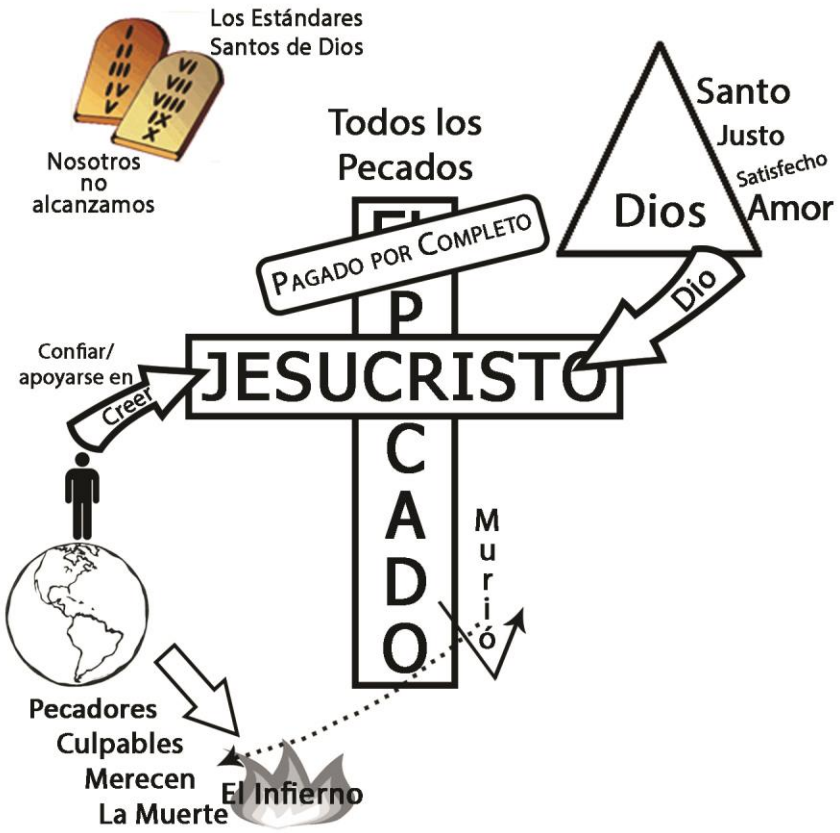 Los Estándares
Santos de Dios
I
II
III
IV
V
VI
VII
VIII
IX
X
Nosotros
no
alcanzamos
Todos los
Pecados
Santo
Justo
Satisfecho
Amor
Dios
Dio
PAGADO POR COMPLETO
P
JESUCRISTO
C
A
D
O
Confiar/
apoyarse en
Creer
Murió
Pecadores
Culpables
Merecen
La Muerte
El Infierno